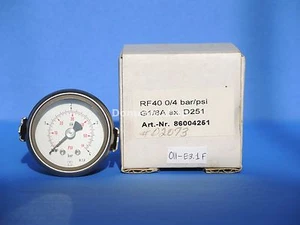 RF40 0/4 bar/psi
G1/8A ax. D251
Art.-Nr. 86004251
#D2073
011-E3.1F